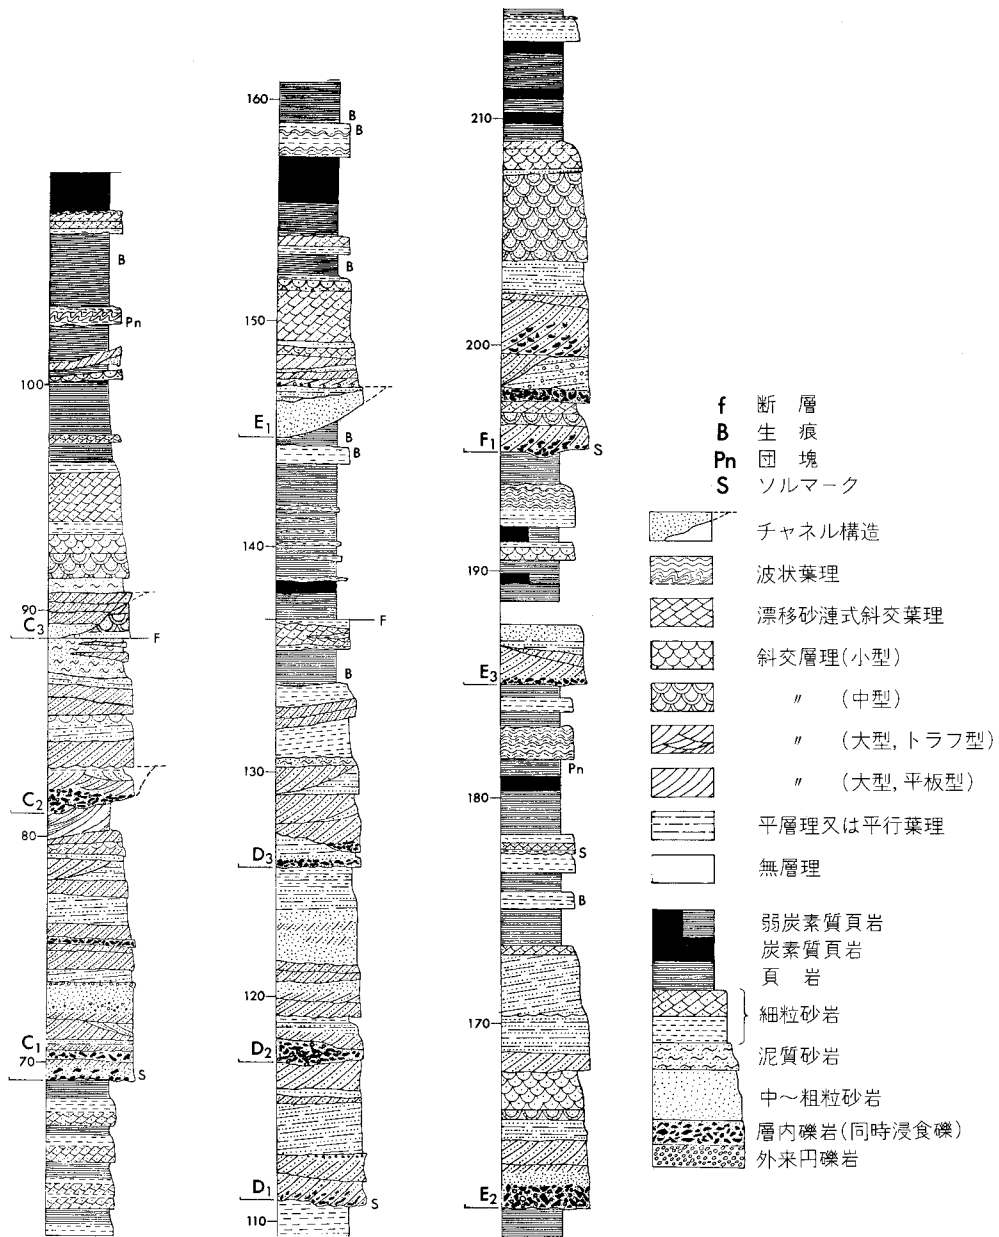 100
90
80
70
B
Pn
C3
F
C2
C1
S
160
150
140
130
120
110
B
B
B
E1
B
B
F
B
D3
D2
D1
S
210
200
190
180
170
F1
S
E3
Pn
S
B
E2
f 断層
B 生痕
Pn 団塊
S ソルマーク
チャネル構造
波状葉理
漂移砂漣式斜交葉理
斜交層理(小型)
〃 (中型)
〃 (大型,トラフ型)
〃 (大型,平板型)
平層理又は平行葉理
無層理
弱炭素質頁岩
炭素質頁岩
頁岩
細粒砂岩
泥質砂岩
中～粗粒砂岩
層内礫岩(同時浸食礫)
外来円礫岩